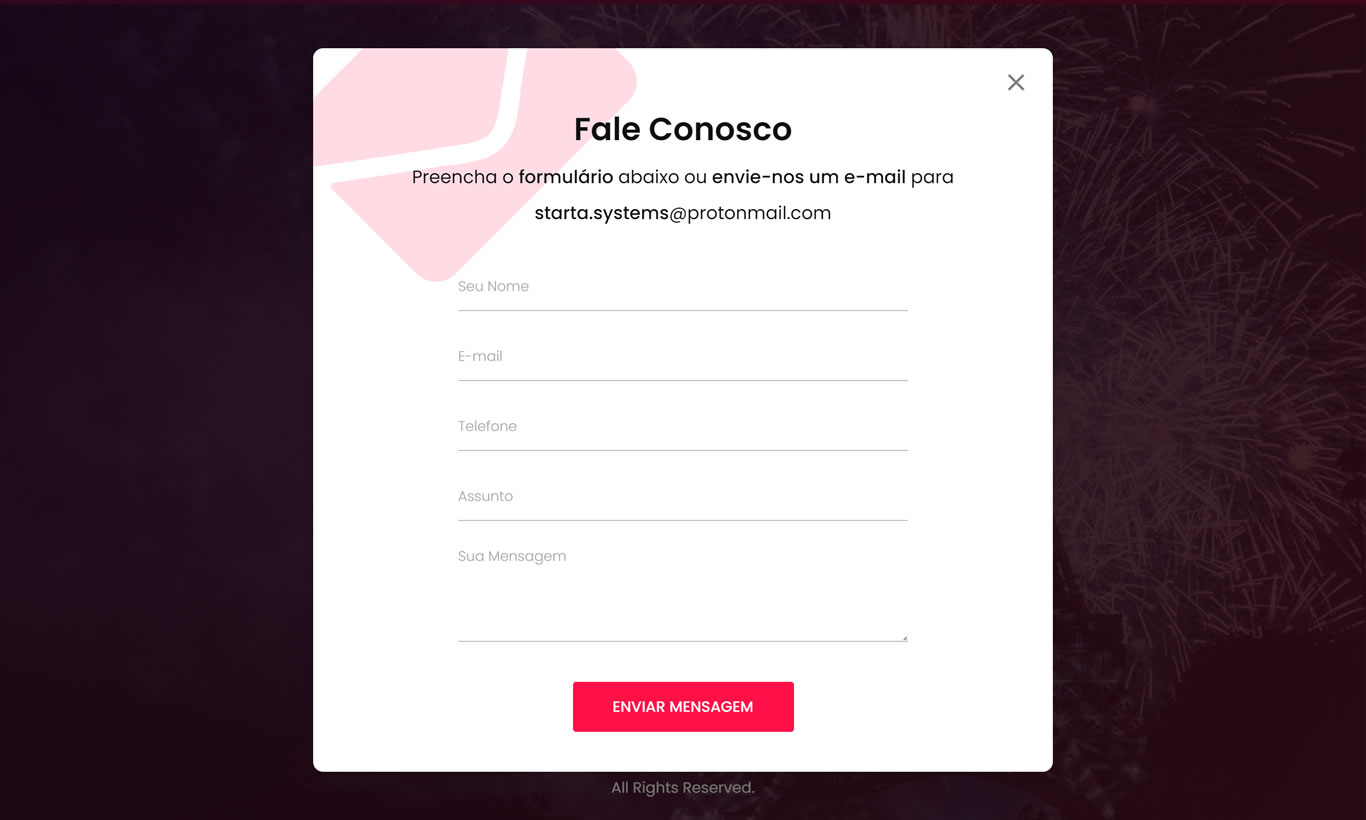 Fale Conosco
Preencha o formulário abaixo ou envie-nos um e-mail para
starta.systems@protonmail.com
Seu Nome
E-mail
Telefone
Assunto
Sua Mensagem
ENVIAR MENSAGEM
All Rights Reserved.